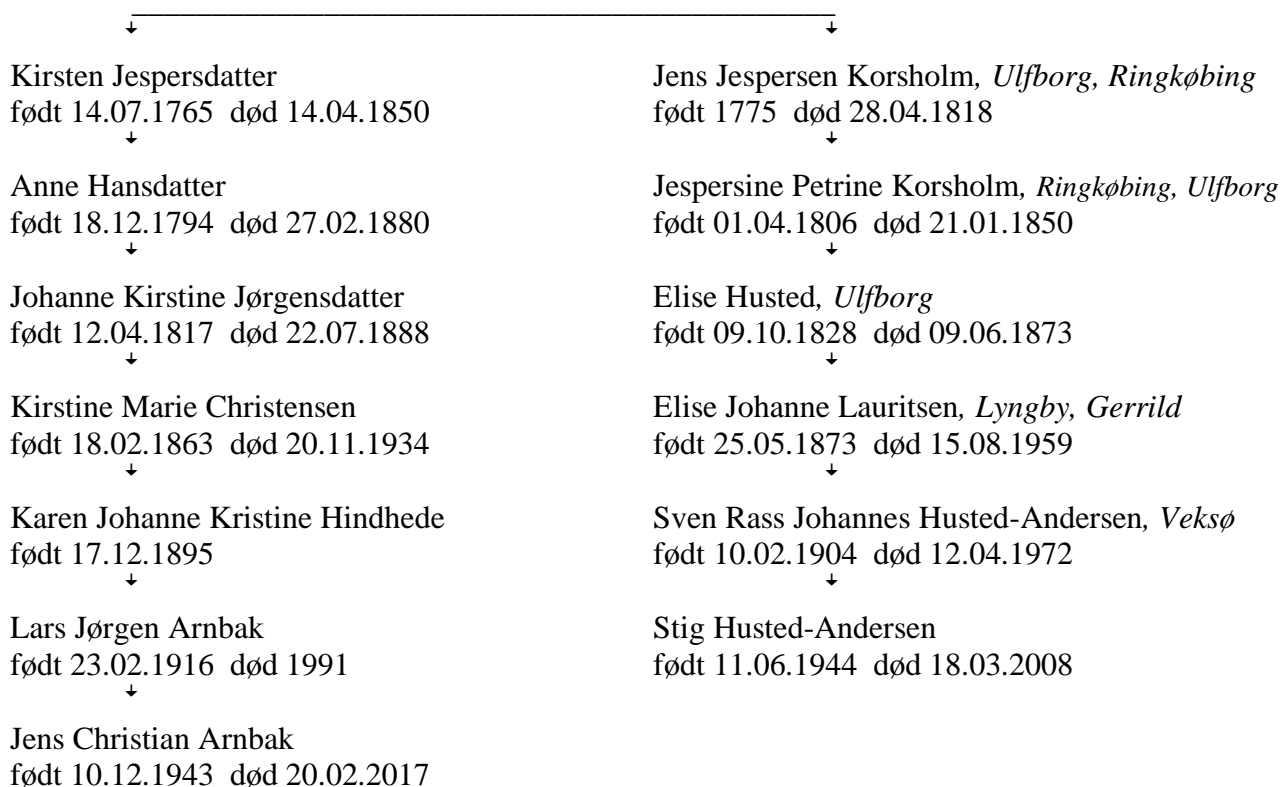 Kirsten Jespersdatter
født 14.07.1765 død 14.04.1850
Anne Hansdatter
født 18.12.1794 død 27.02.1880
Johanne Kirstine Jørgensdatter
født 12.04.1817 død 22.07.1888
Kirstine Marie Christensen
født 18.02.1863 død 20.11.1934
Karen Johanne Kristine Hindhede
født 17.12.1895
Lars Jørgen Arnbak
født 23.02.1916 død 1991
Jens Christian Arnbak
født 10.12.1943 død 20.02.2017
Jens Jespersen Korsholm, Ulfborg, Ringkøbing
født 1775 død 28.04.1818
Jespersine Petrine Korsholm, Ringkøbing, Ulfborg
født 01.04.1806 død 21.01.1850
Elise Husted, Ulfborg
født 09.10.1828 død 09.06.1873
Elise Johanne Lauritsen, Lyngby, Gerrild
født 25.05.1873 død 15.08.1959
Sven Rass Johannes Husted-Andersen, Veksø
født 10.02.1904 død 12.04.1972
Stig Husted-Andersen
født 11.06.1944 død 18.03.2008